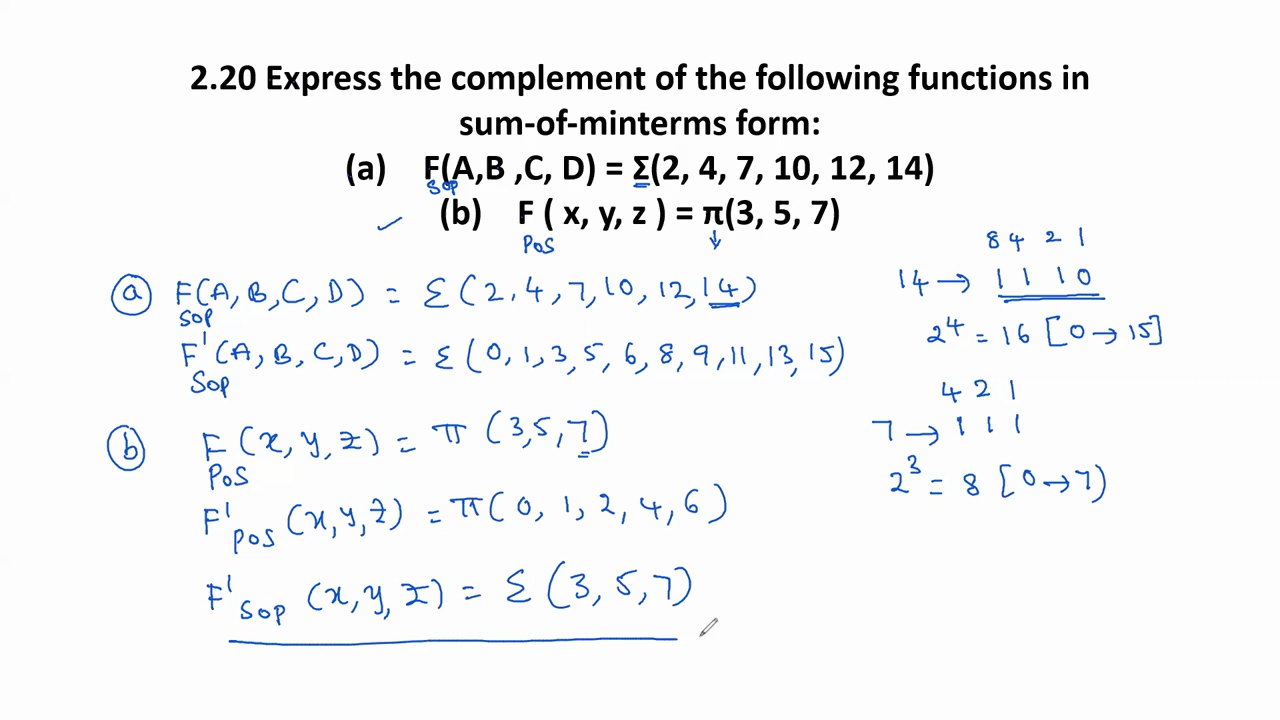 2.20 Express the complement of the following functions in
sum-of-minterms form:
(a) F(A,B ,C, D) = Σ(2, 4, 7, 10, 12, 14)
SOP
(b) F ( x, y, z ) = π(3, 5, 7)
POS
a F(A, B, C, D) = Σ (2, 4, 7, 10, 12, 14)
SOP
F' (A, B, C, D) = Σ (0, 1, 3, 5, 6, 8, 9, 11, 13, 15)
SOP
b F (x, y, z) = π (3, 5, 7)
POS
F'POS (x, y, z) = π (0, 1, 2, 4, 6)
F'SOP (x, y, z) = Σ (3, 5, 7)
8 4 2 1
14 → 1 1 1 0
2⁴ = 16 [0 → 15]
4 2 1
7 → 1 1 1
2³ = 8 [0 → 7)